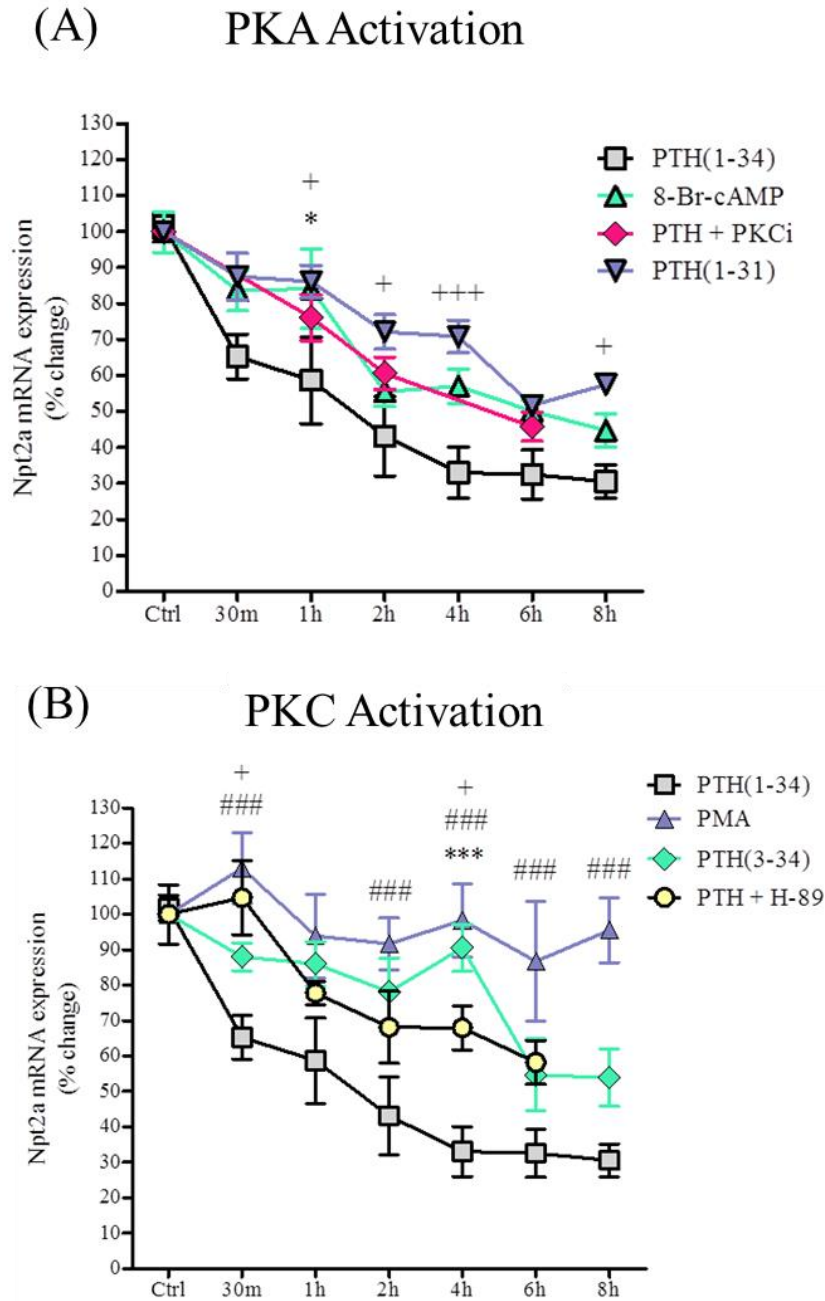 (A) PKA Activation
130
120
110
100
90
80
70
60
50
40
30
20
10
0
Npt2a mRNA expression
(% change)
+
*
+
+++
+
PTH(1-34)
8-Br-cAMP
PTH + PKCi
PTH(1-31)
Ctrl 30m 1h 2h 4h 6h 8h
(B) PKC Activation
130
120
110
100
90
80
70
60
50
40
30
20
10
0
Npt2a mRNA expression
(% change)
+
###
###
+
###
***
###
###
PTH(1-34)
PMA
PTH(3-34)
PTH + H-89
Ctrl 30m 1h 2h 4h 6h 8h